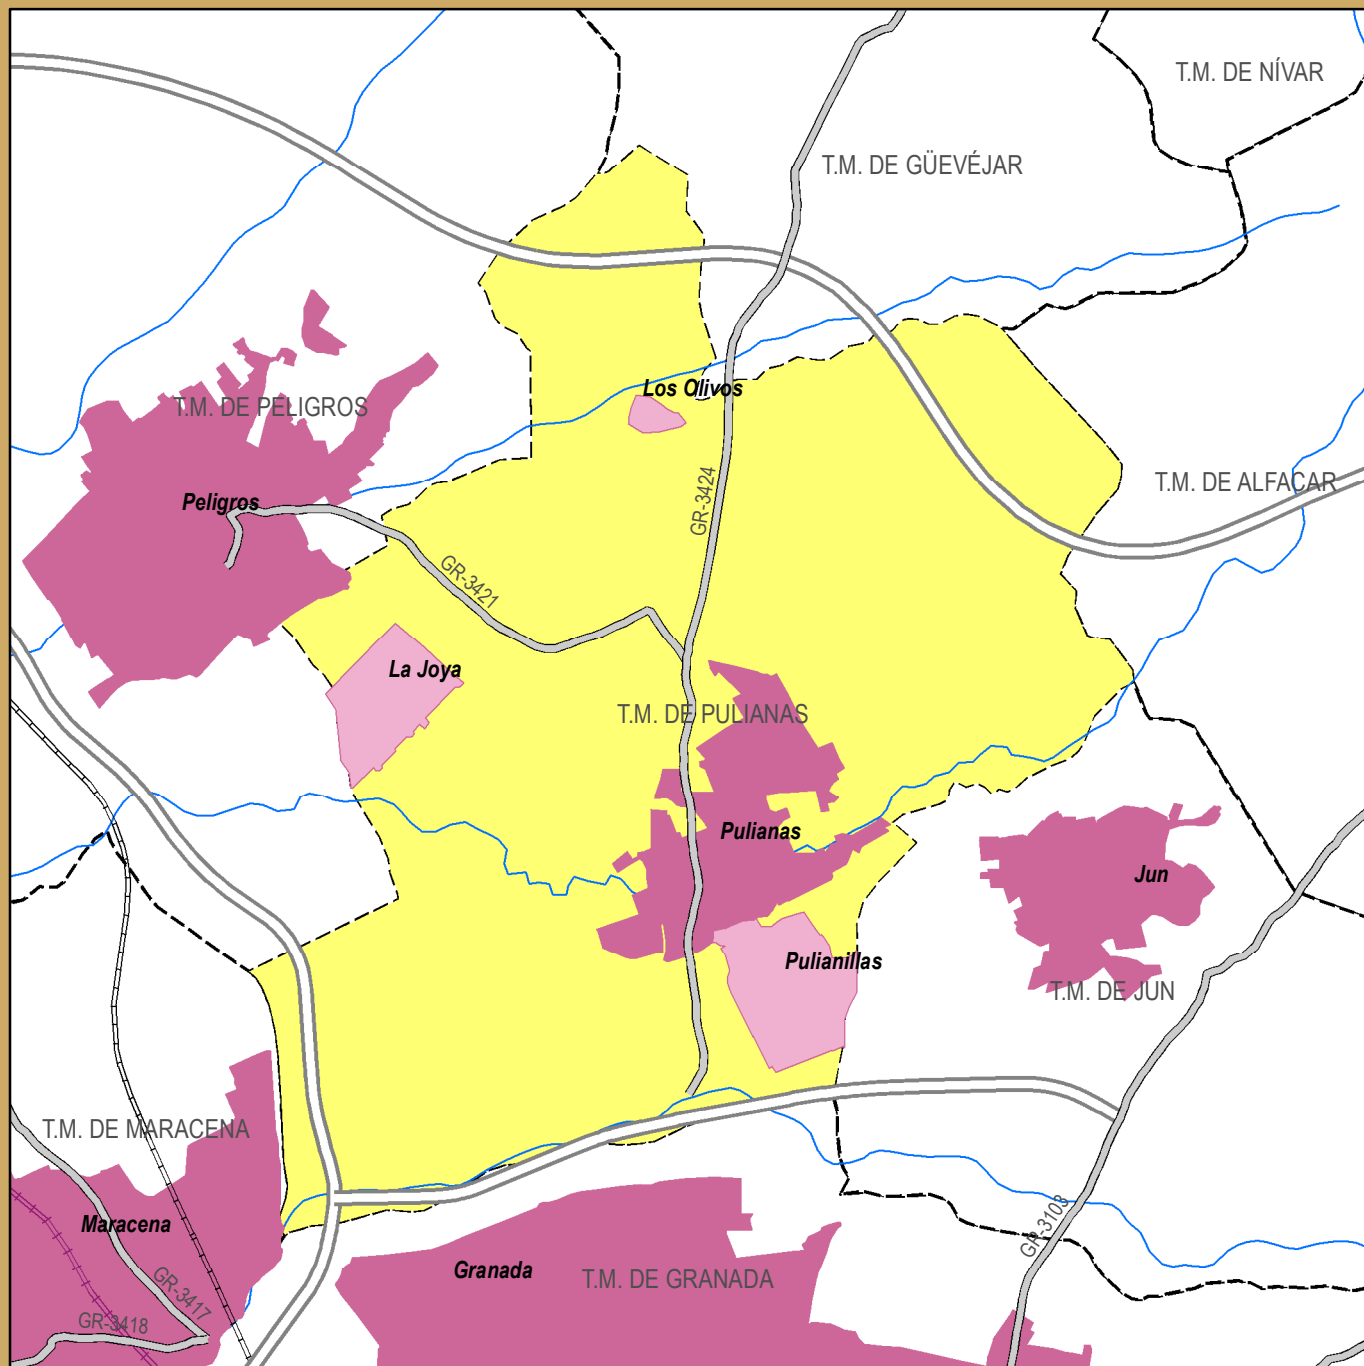 T.M. DE NÍVAR
T.M. DE GÜEVÉJAR
Los Olivos
T.M. DE PELIGROS
T.M. DE ALFACAR
Peligros
GR-3424
GR-3421
La Joya
T.M. DE PULIANAS
Pulianas
Jun
Pulianillas
T.M. DE JUN
T.M. DE MARACENA
Maracena
GR-3103
Granada
T.M. DE GRANADA
GR-3417
GR-3418